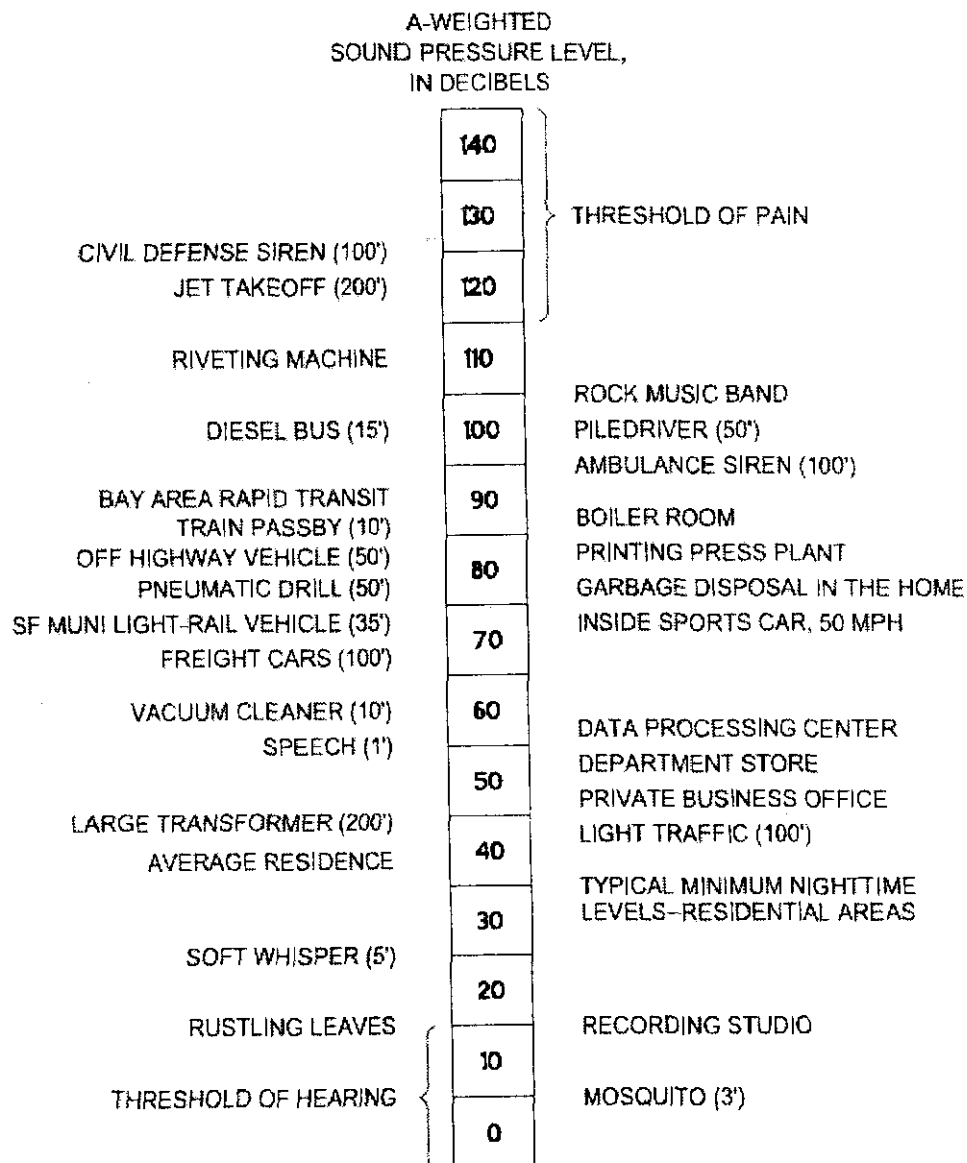 A-WEIGHTED
SOUND PRESSURE LEVEL,
IN DECIBELS
140
130
THRESHOLD OF PAIN
CIVIL DEFENSE SIREN (100')
JET TAKEOFF (200')
120
RIVETING MACHINE
110
ROCK MUSIC BAND
DIESEL BUS (15')
100
PILEDRIVER (50')
AMBULANCE SIREN (100')
BAY AREA RAPID TRANSIT
90
TRAIN PASSBY (10')
BOILER ROOM
OFF HIGHWAY VEHICLE (50')
PRINTING PRESS PLANT
80
PNEUMATIC DRILL (50')
GARBAGE DISPOSAL IN THE HOME
SF MUNI LIGHT-RAIL VEHICLE (35')
INSIDE SPORTS CAR, 50 MPH
70
FREIGHT CARS (100')
VACUUM CLEANER (10')
60
DATA PROCESSING CENTER
SPEECH (1')
DEPARTMENT STORE
50
PRIVATE BUSINESS OFFICE
LARGE TRANSFORMER (200')
LIGHT TRAFFIC (100')
40
AVERAGE RESIDENCE
TYPICAL MINIMUM NIGHTTIME
LEVELS–RESIDENTIAL AREAS
30
SOFT WHISPER (5')
20
RUSTLING LEAVES
RECORDING STUDIO
10
THRESHOLD OF HEARING
MOSQUITO (3')
0